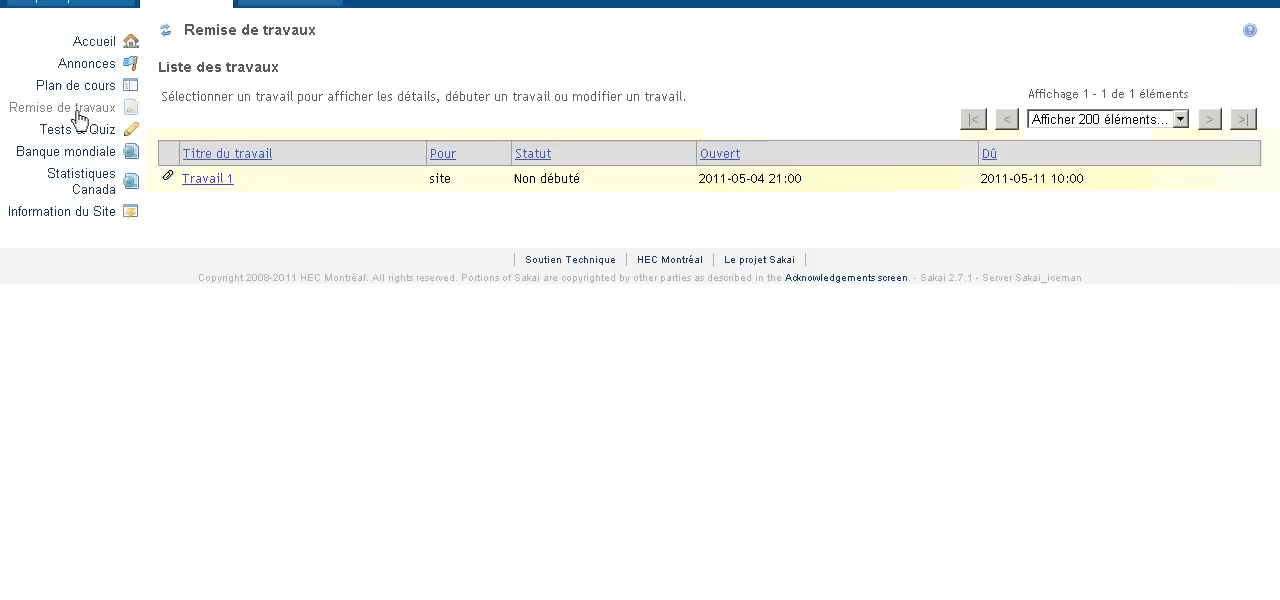 Remise de travaux
Accueil
Annonces
Plan de cours
Remise de travaux
Tests Quiz
Banque mondiale
Statistiques
Canada
Information du Site
Liste des travaux
Sélectionner un travail pour afficher les détails, débuter un travail ou modifier un travail.
Affichage 1 - 1 de 1 éléments
|< < Afficher 200 éléments... > >|
Titre du travail Pour Statut Ouvert Dû
Travail 1 site Non débuté 2011-05-04 21:00 2011-05-11 10:00
Soutien Technique | HEC Montréal | Le projet Sakai
Copyright 2008-2011 HEC Montréal. All rights reserved. Portions of Sakai are copyrighted by other parties as described in the Acknowledgements screen. - Sakai 2.7.1 - Server Sakai_iceman